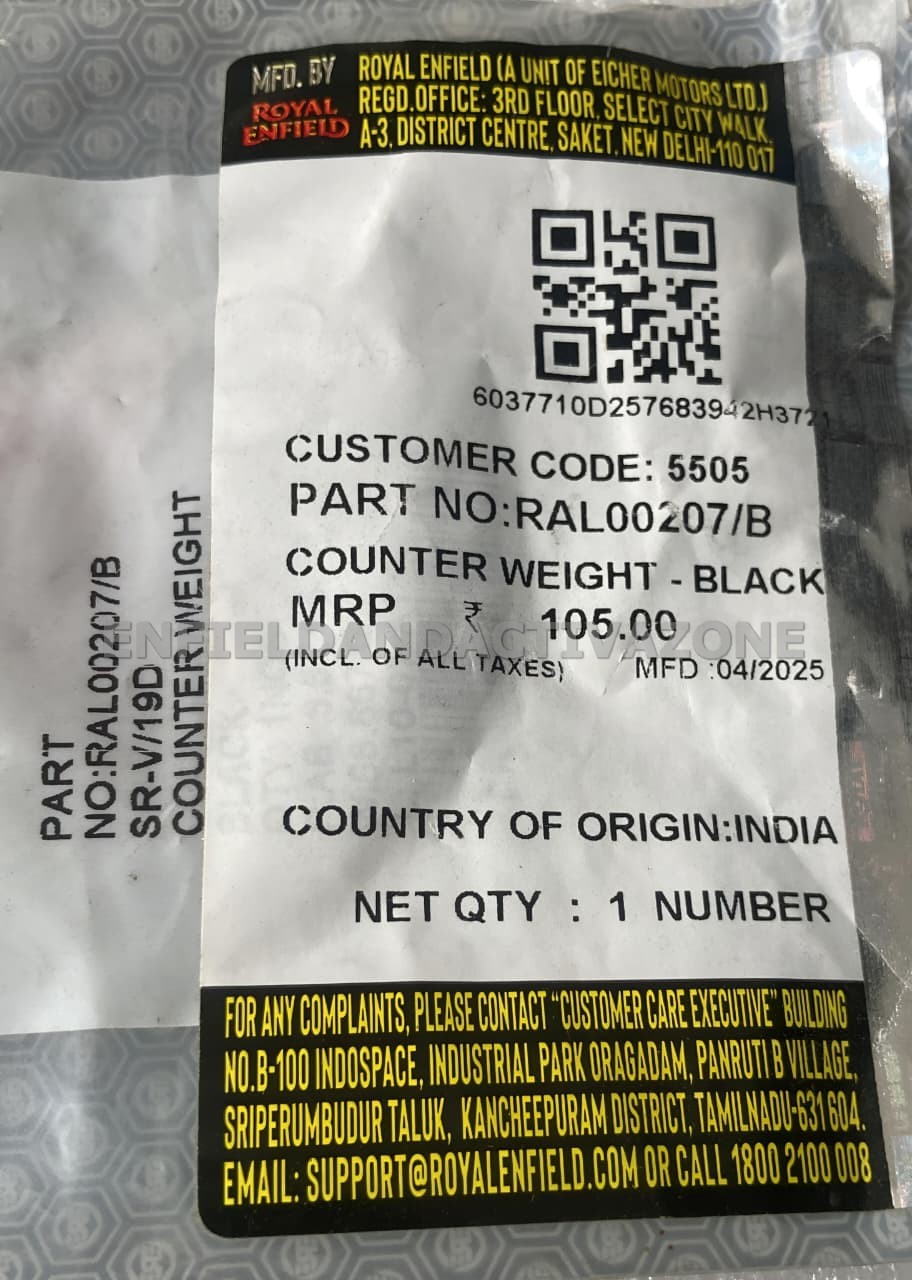 MFD. BY
ROYAL
ENFIELD
ROYAL ENFIELD (A UNIT OF EICHER MOTORS LTD.)
REGD.OFFICE: 3RD FLOOR, SELECT CITY WALK,
A-3, DISTRICT CENTRE, SAKET, NEW DELHI-110 017
6037710D257683942H3721
CUSTOMER CODE: 5505
PART NO:RAL00207/B
COUNTER WEIGHT - BLACK
MRP ₹ 105.00
ENFIELDANDACTIVAZONE
(INCL. OF ALL TAXES) MFD :04/2025
COUNTRY OF ORIGIN:INDIA
NET QTY : 1 NUMBER
FOR ANY COMPLAINTS, PLEASE CONTACT "CUSTOMER CARE EXECUTIVE" BUILDING
NO.B-100 INDOSPACE, INDUSTRIAL PARK ORAGADAM, PANRUTI B VILLAGE,
SRIPERUMBUDUR TALUK, KANCHEEPURAM DISTRICT, TAMILNADU-631 604.
EMAIL: SUPPORT@ROYALENFIELD.COM OR CALL 1800 2100 008
PART
NO:RAL00207/B
SR-V/19D
COUNTER WEIGHT